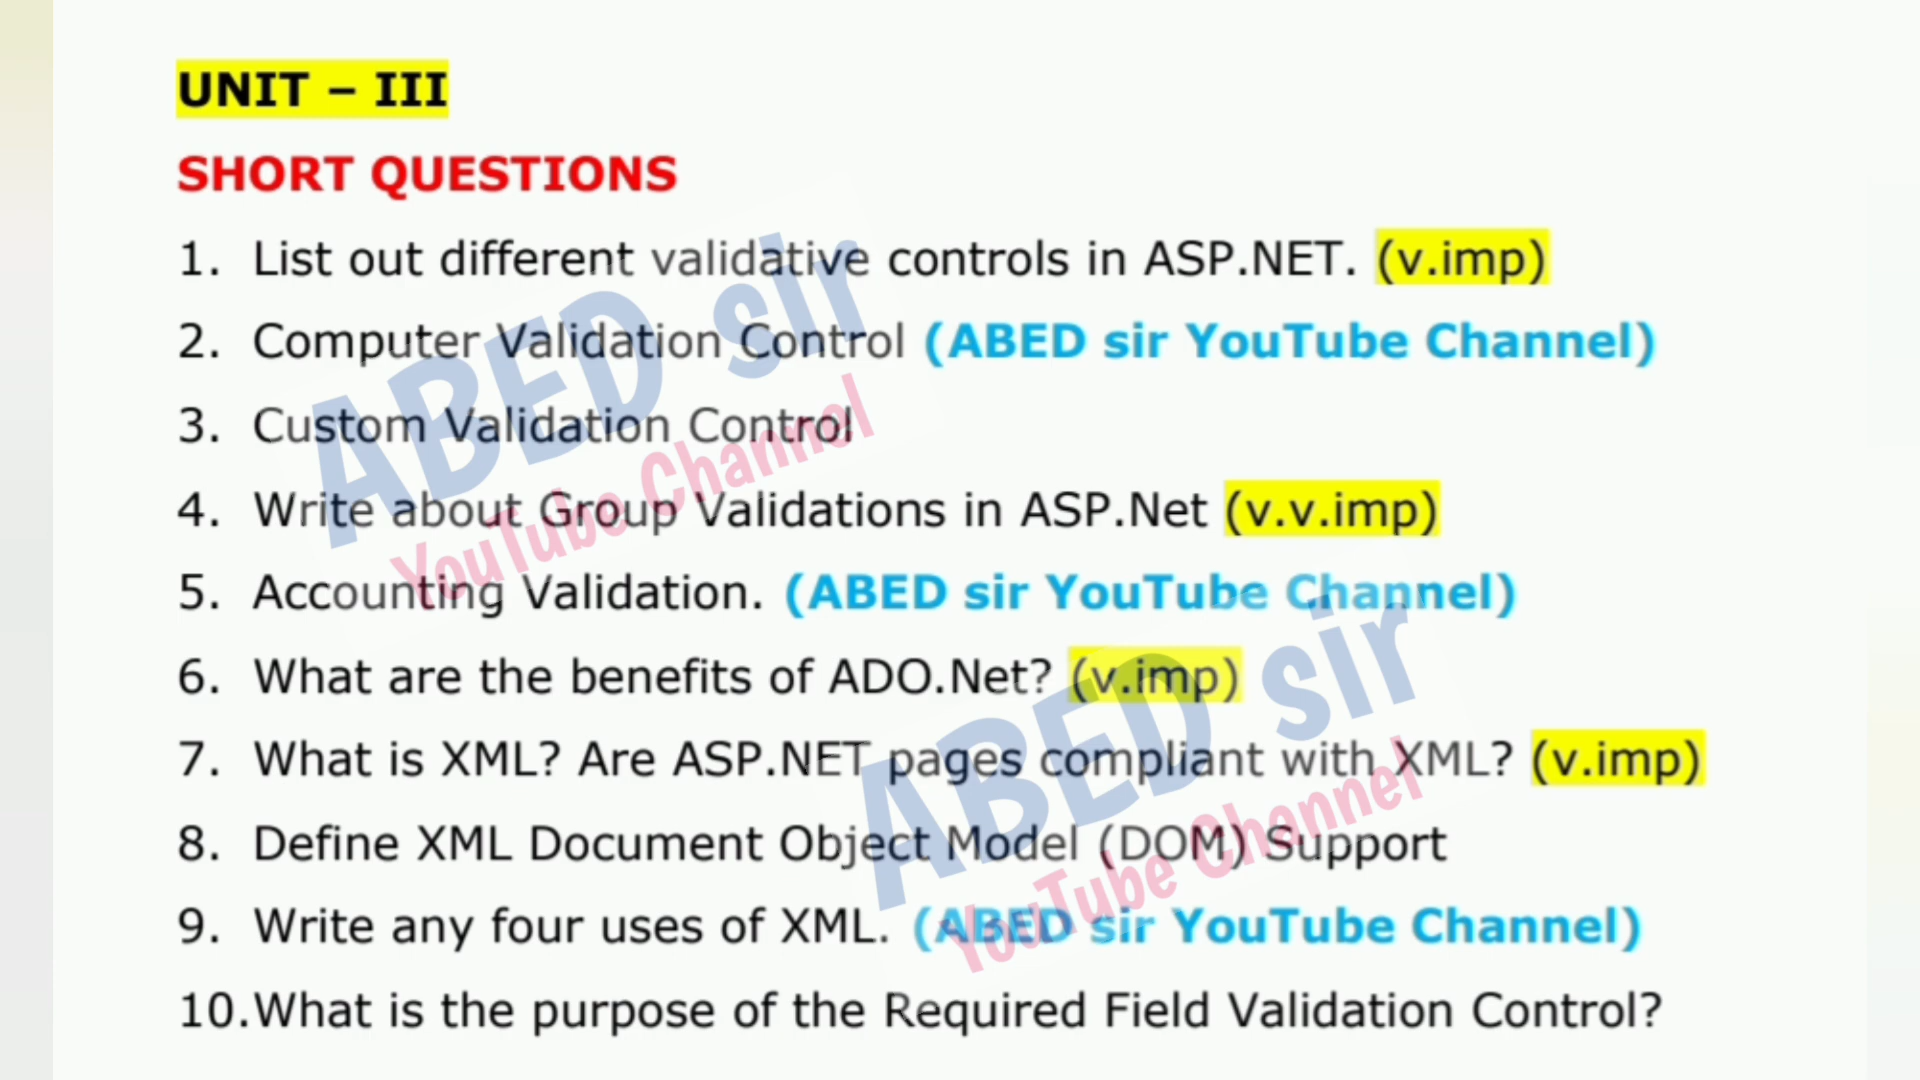 UNIT – III
SHORT QUESTIONS
1. List out different validative controls in ASP.NET. (v.imp)
2. Computer Validation Control (ABED sir YouTube Channel)
3. Custom Validation Control
4. Write about Group Validations in ASP.Net (v.v.imp)
5. Accounting Validation. (ABED sir YouTube Channel)
6. What are the benefits of ADO.Net? (v.imp)
7. What is XML? Are ASP.NET pages compliant with XML? (v.imp)
8. Define XML Document Object Model (DOM) Support
9. Write any four uses of XML. (ABED sir YouTube Channel)
10.What is the purpose of the Required Field Validation Control?
ABED sir
YouTube Channel
ABED sir
YouTube Channel